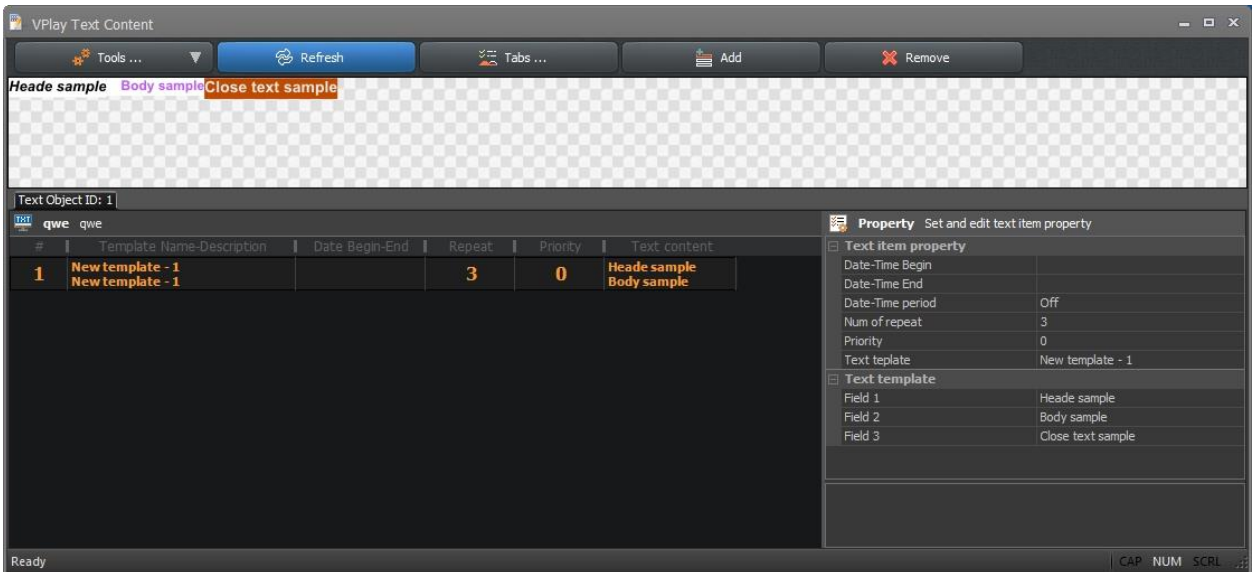 VPlay Text Content
Tools ... Refresh Tabs ... Add Remove
Heade sample Body sample Close text sample
Text Object ID: 1
TXT qwe qwe
# Template Name-Description Date Begin-End Repeat Priority Text content
1 New template - 1 3 0 Heade sample
New template - 1 Body sample
Property Set and edit text item property
Text item property
Date-Time Begin
Date-Time End
Date-Time period Off
Num of repeat 3
Priority 0
Text teplate New template - 1
Text template
Field 1 Heade sample
Field 2 Body sample
Field 3 Close text sample
Ready CAP NUM SCRL